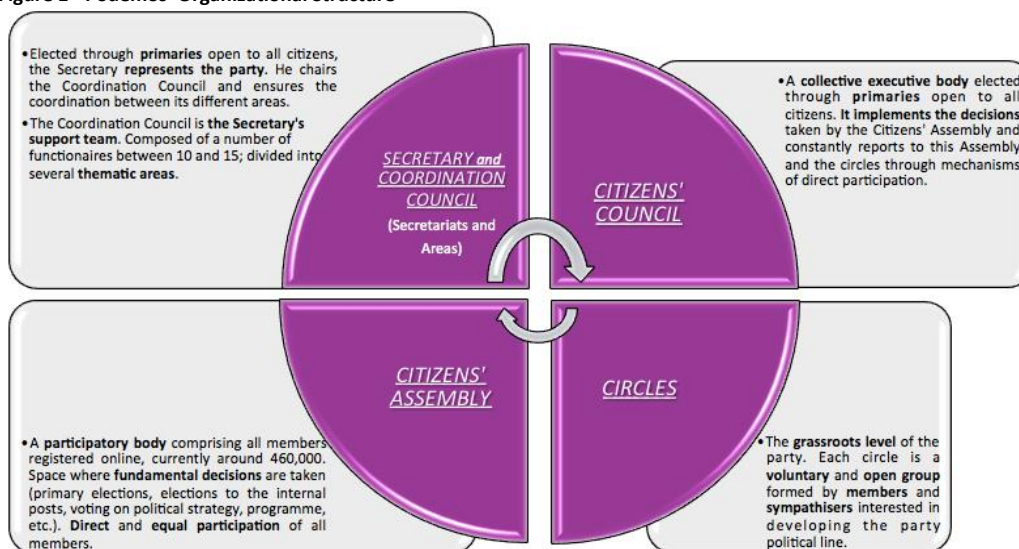 •Elected through primaries open to all citizens,
the Secretary represents the party. He chairs
the Coordination Council and ensures the
coordination between its different areas.
•The Coordination Council is the Secretary's
support team. Composed of a number of
functionaires between 10 and 15; divided into
several thematic areas.
SECRETARY and
COORDINATION
COUNCIL
(Secretariats and
Areas)
CITIZENS'
COUNCIL
•A collective executive body elected
through primaries open to all
citizens. It implements the decisions
taken by the Citizens' Assembly and
constantly reports to this Assembly
and the circles through mechanisms
of direct participation.
CITIZENS'
ASSEMBLY
•A participatory body comprising all members
registered online, currently around 460,000.
Space where fundamental decisions are taken
(primary elections, elections to the internal
posts, voting on political strategy, programme,
etc.). Direct and equal participation of all
members.
CIRCLES
•The grassroots level of the
party. Each circle is a
voluntary and open group
formed by members and
sympathisers interested in
developing the party
political line.